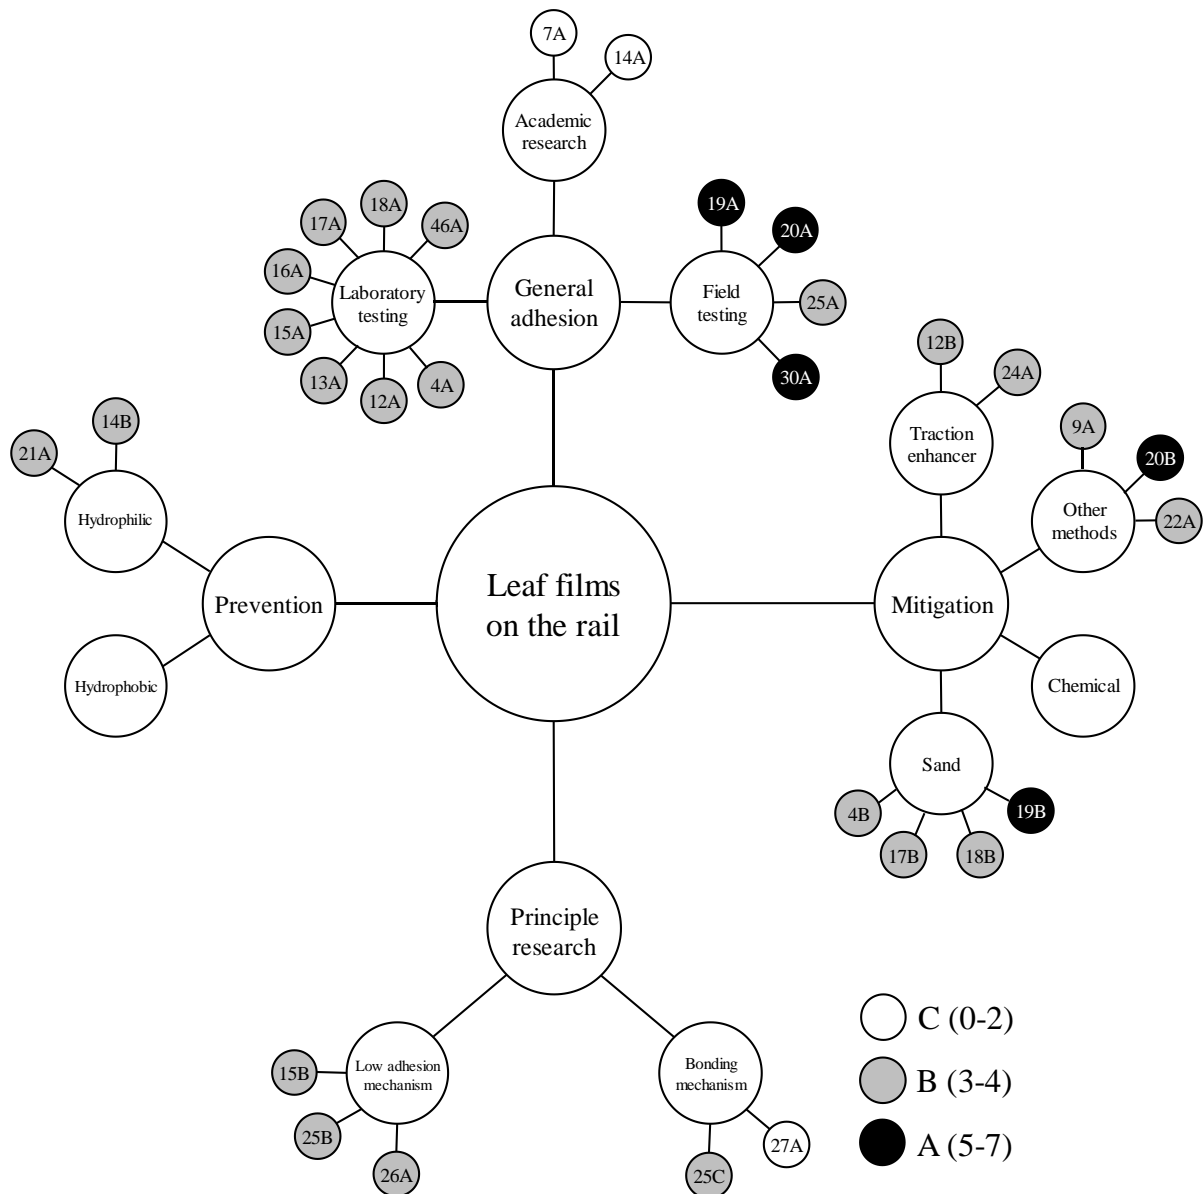 7A
14A
Academic
research
18A
17A
46A
16A
15A
13A
12A
4A
Laboratory
testing
General
adhesion
19A
20A
25A
30A
Field
testing
12B
24A
Traction
enhancer
9A
20B
22A
Other
methods
14B
21A
Hydrophilic
Prevention
Hydrophobic
Leaf films
on the rail
Mitigation
Chemical
Sand
4B
17B
18B
19B
Principle
research
Low adhesion
mechanism
15B
25B
26A
Bonding
mechanism
27A
25C
C (0-2)
B (3-4)
A (5-7)